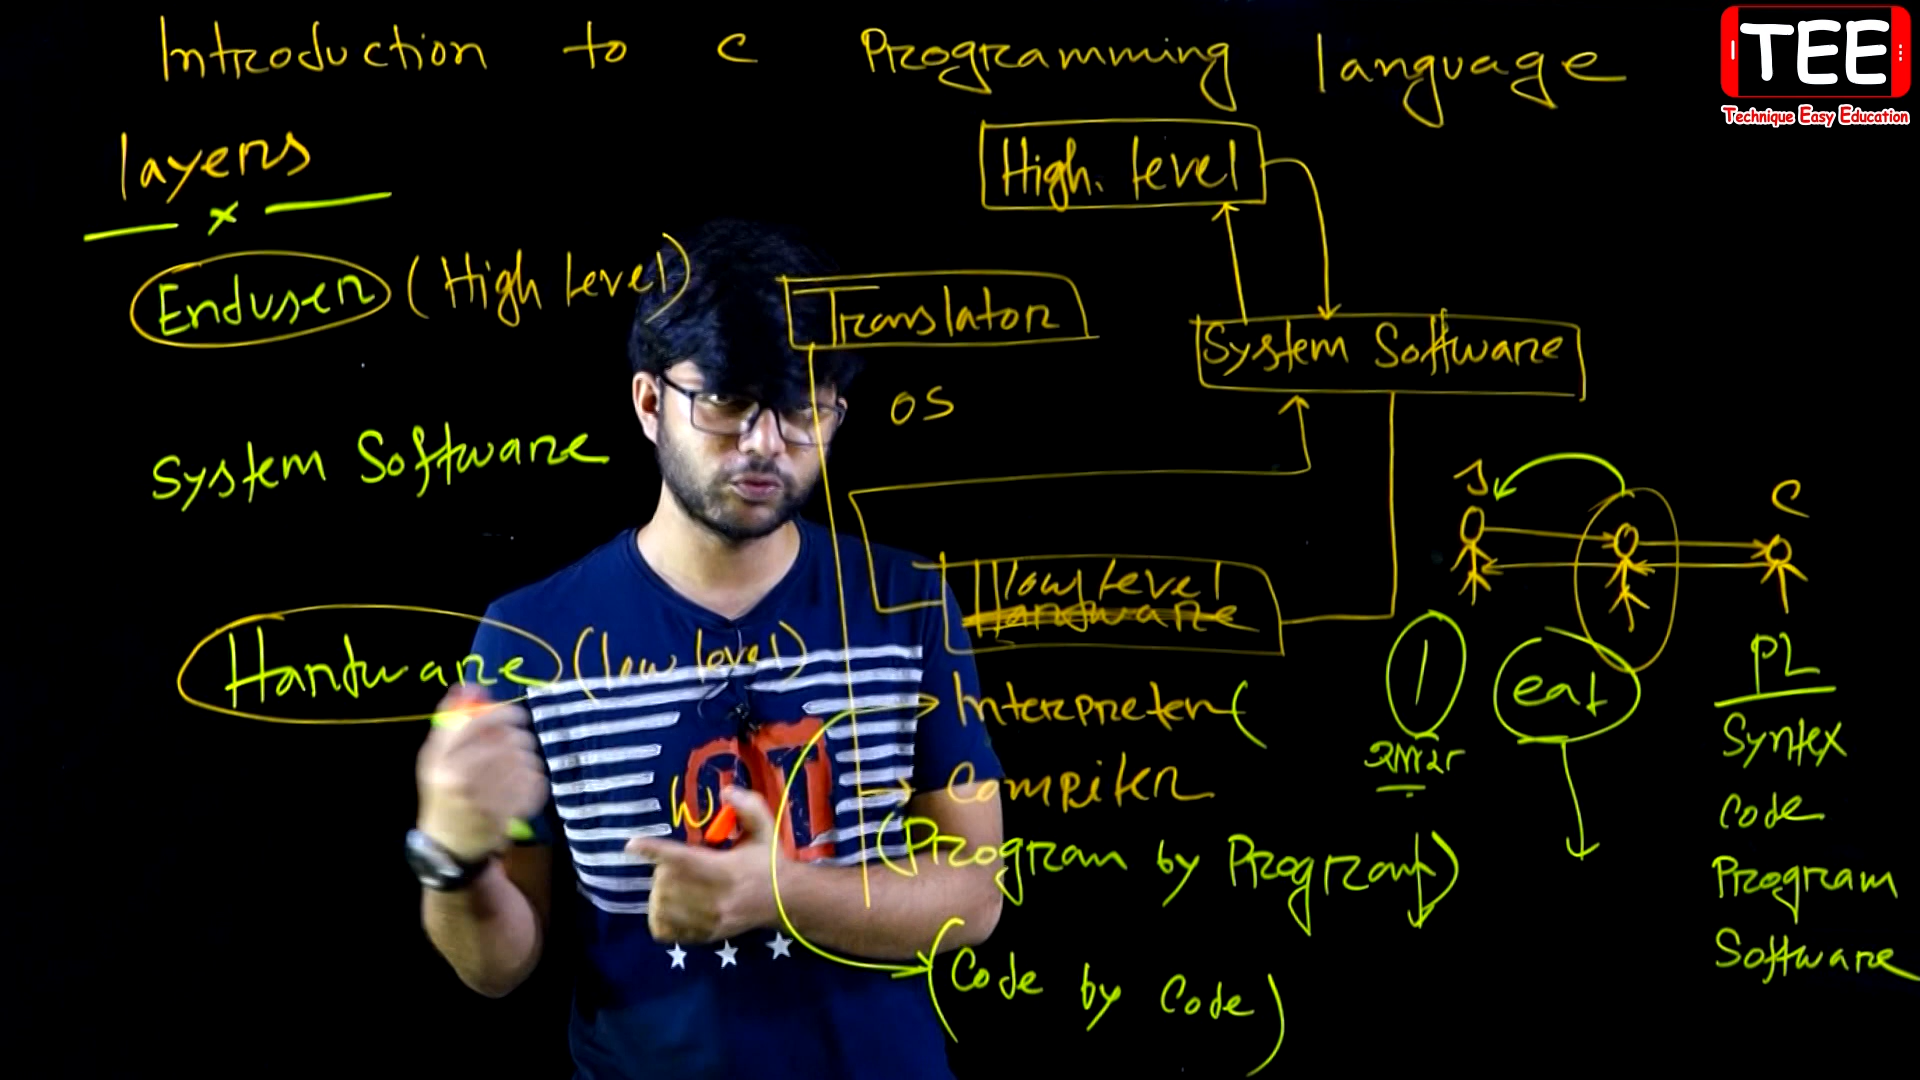 Introduction to C Programming language
TEE
Technique Easy Education
layers
x
Enduser (High Level)
System Software
Hardware (low level)
High. level
Translator
System Software
OS
low level
Hardware
Interpreter (
Compiler
(Program by Program)
(Code by Code)
J
C
1
eat
PL
Syntex
Code
Program
Software